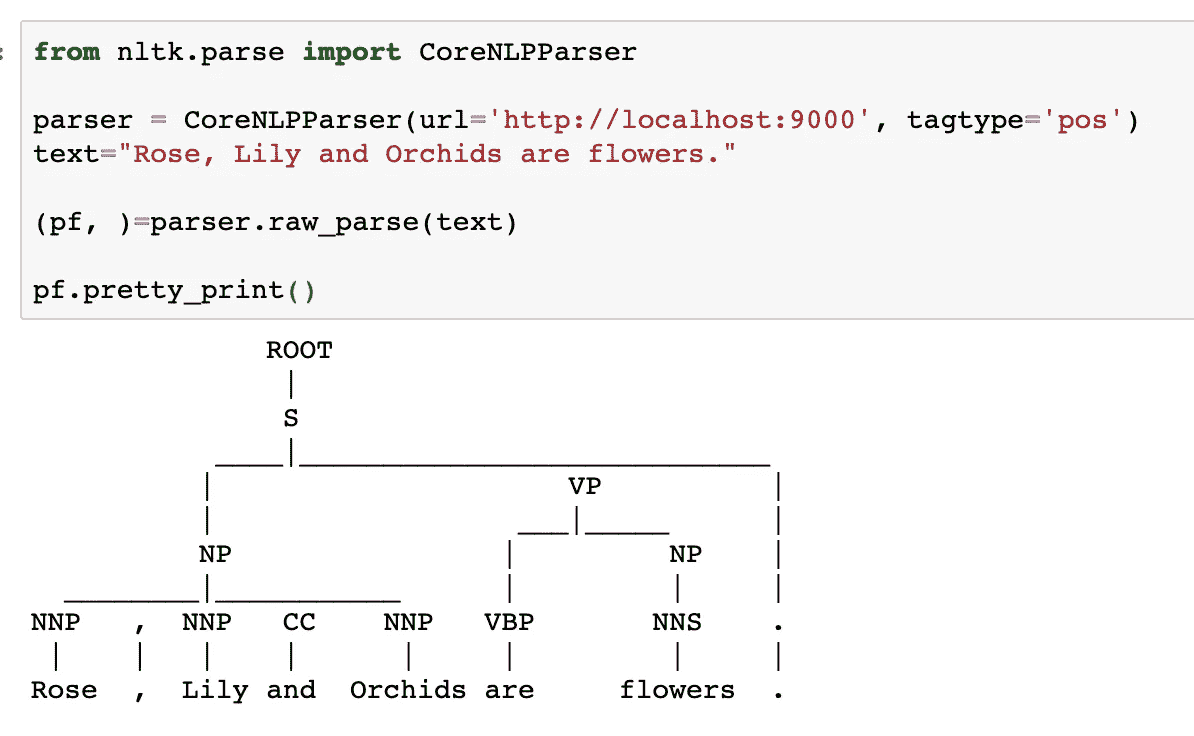 from nltk.parse import CoreNLPParser
parser = CoreNLPParser(url='http://localhost:9000', tagtype='pos')
text="Rose, Lily and Orchids are flowers."
(pf, )=parser.raw_parse(text)
pf.pretty_print()
ROOT
S
VP
NP NP
NNP , NNP CC NNP VBP NNS .
Rose , Lily and Orchids are flowers .